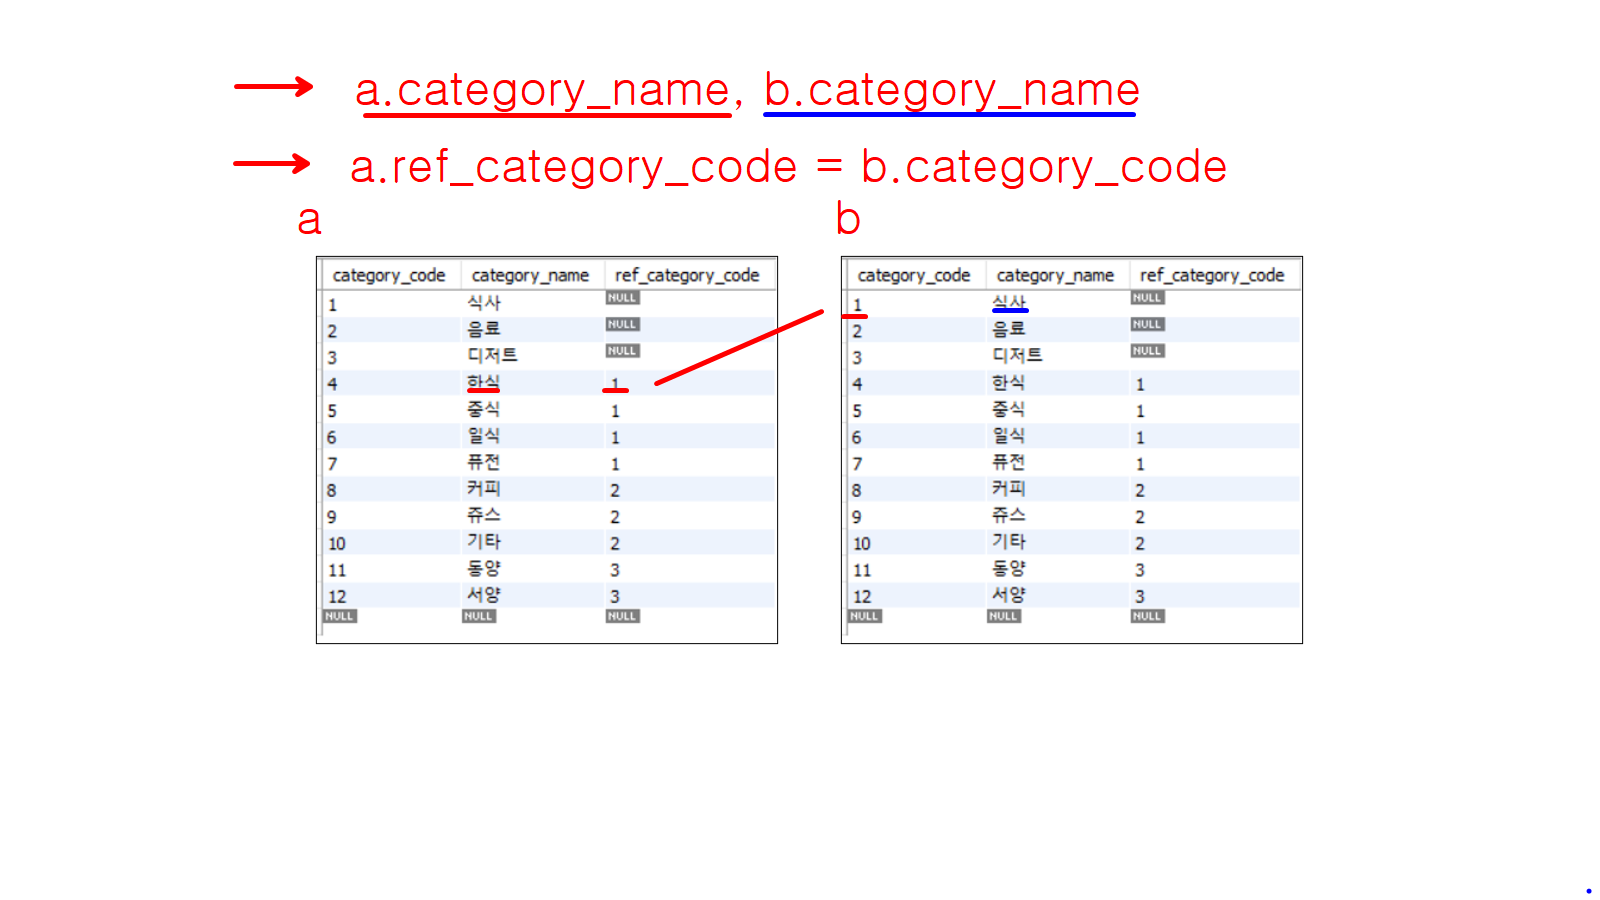 a.category_name, b.category_name
a.ref_category_code = b.category_code
a b
category_code category_name ref_category_code category_code category_name ref_category_code
1 식사 NULL 1 식사 NULL
2 음료 NULL 2 음료 NULL
3 디저트 NULL 3 디저트 NULL
4 한식 1 4 한식 1
5 중식 1 5 중식 1
6 일식 1 6 일식 1
7 퓨전 1 7 퓨전 1
8 커피 2 8 커피 2
9 쥬스 2 9 쥬스 2
10 기타 2 10 기타 2
11 동양 3 11 동양 3
12 서양 3 12 서양 3
NULL NULL NULL NULL NULL NULL